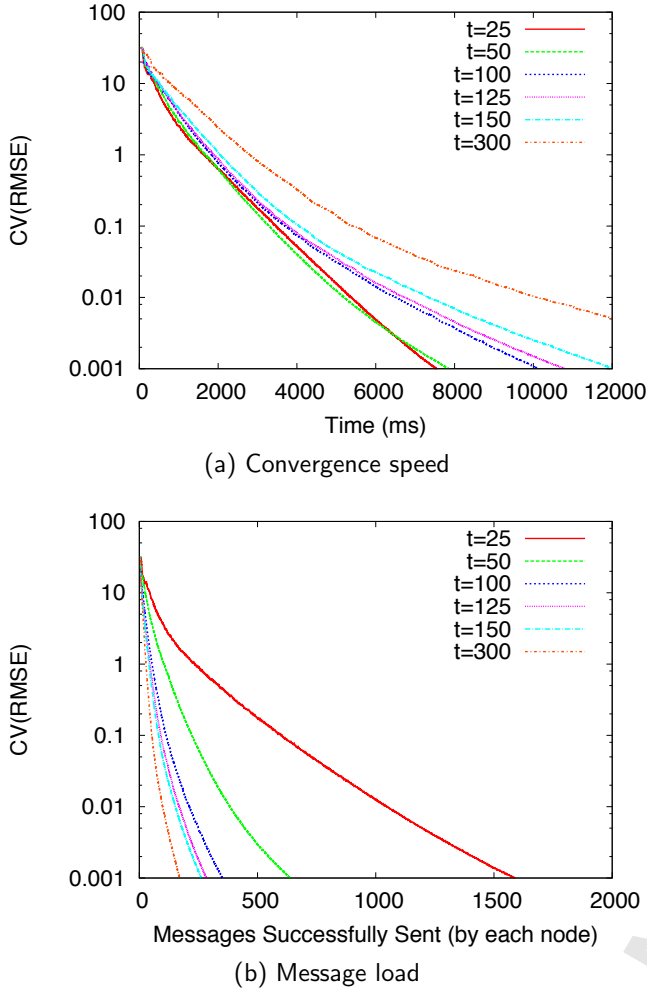 100
10
1
0.1
0.01
0.001
CV(RMSE)
t=25
t=50
t=100
t=125
t=150
t=300
0 2000 4000 6000 8000 10000 12000
Time (ms)
(a) Convergence speed
100
10
1
0.1
0.01
0.001
CV(RMSE)
t=25
t=50
t=100
t=125
t=150
t=300
0 500 1000 1500 2000
Messages Successfully Sent (by each node)
(b) Message load